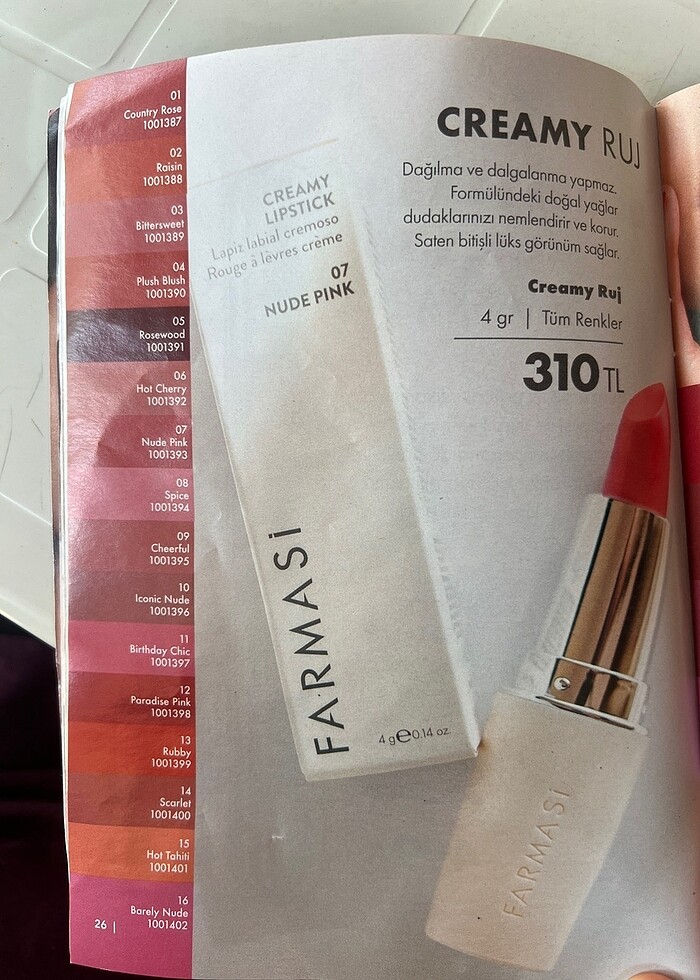 01
Country Rose
1001387
02
Raisin
1001388
03
Bittersweet
1001389
04
Plush Blush
1001390
05
Rosewood
1001391
06
Hot Cherry
1001392
07
Nude Pink
1001393
08
Spice
1001394
09
Cheerful
1001395
10
Iconic Nude
1001396
11
Birthday Chic
1001397
12
Paradise Pink
1001398
13
Rubby
1001399
14
Scarlet
1001400
15
Hot Tahiti
1001401
16
Barely Nude
1001402
26 |
CREAMY
LIPSTICK
Lapiz labial cremoso
Rouge à lèvres crème
07
NUDE PINK
FARMASİ
4 g e 0.14 oz.
CREAMY RUJ
Dağılma ve dalgalanma yapmaz.
Formülündeki doğal yağlar
dudaklarınızı nemlendirir ve korur.
Saten bitişli lüks görünüm sağlar.
Creamy Ruj
4 gr | Tüm Renkler
310 TL
FARMASİ